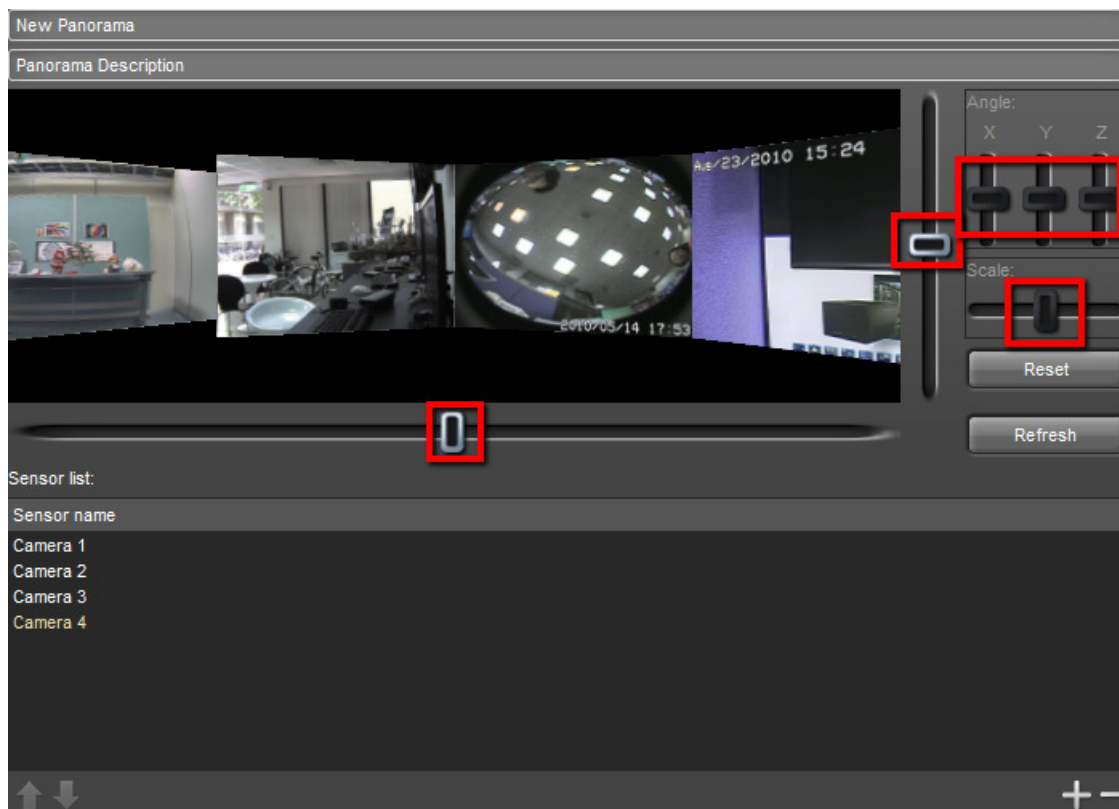 New Panorama
Panorama Description
Angle:
X Y Z
Aug/23/2010 15:24
2010/05/14 17:53
Scale:
Reset
Refresh
Sensor list:
Sensor name
Camera 1
Camera 2
Camera 3
Camera 4